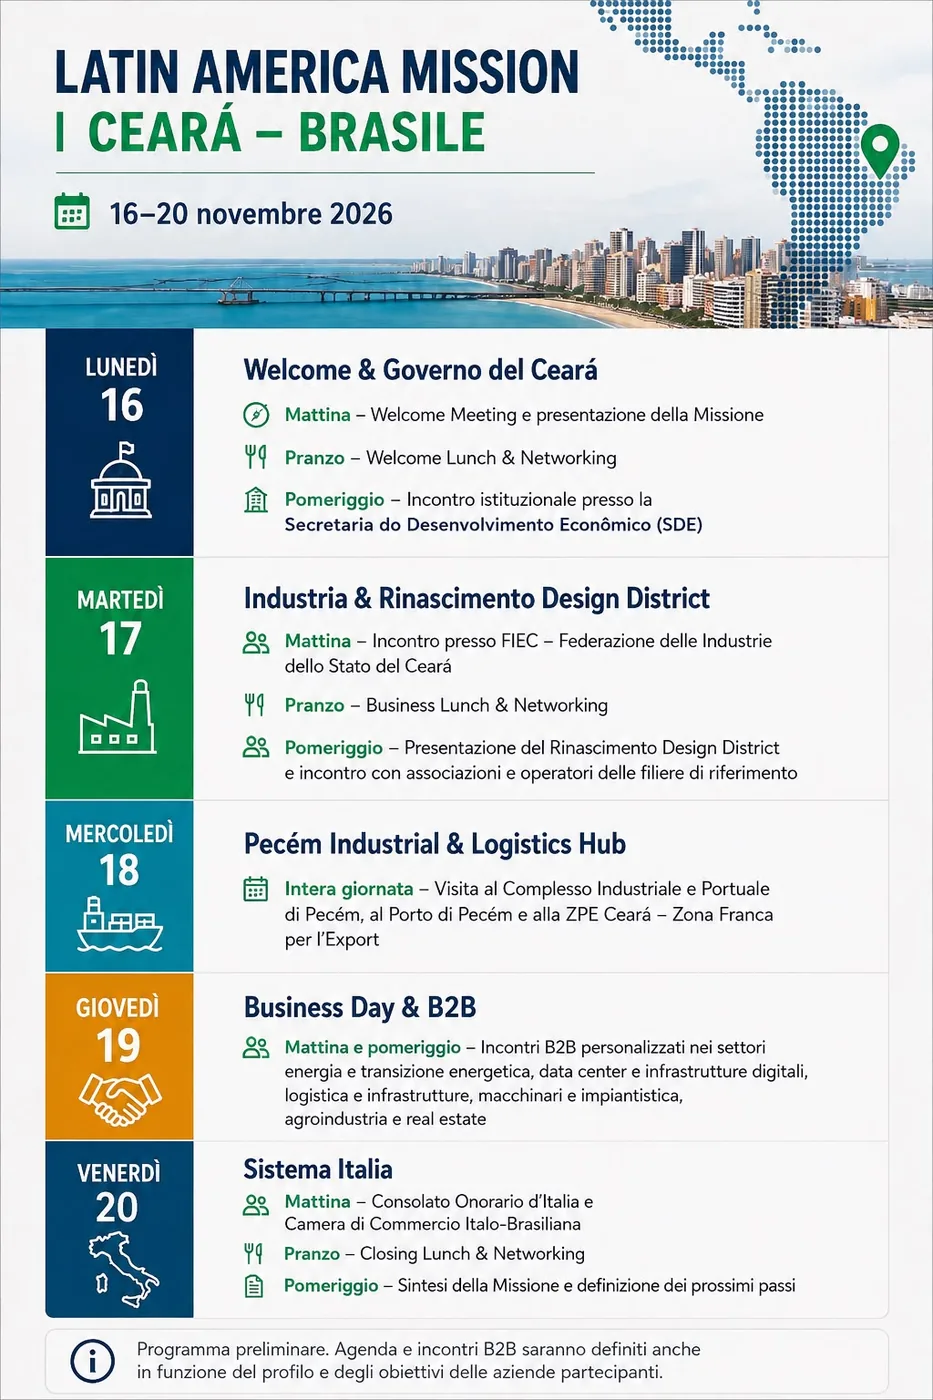 LATIN AMERICA MISSION
| CEARÁ – BRASILE
16–20 novembre 2026
LUNEDÌ
16
Welcome & Governo del Ceará
Mattina – Welcome Meeting e presentazione della Missione
Pranzo – Welcome Lunch & Networking
Pomeriggio – Incontro istituzionale presso la
Secretaria do Desenvolvimento Econômico (SDE)
MARTEDÌ
17
Industria & Rinascimento Design District
Mattina – Incontro presso FIEC – Federazione delle Industrie
dello Stato del Ceará
Pranzo – Business Lunch & Networking
Pomeriggio – Presentazione del Rinascimento Design District
e incontro con associazioni e operatori delle filiere di riferimento
MERCOLEDÌ
18
Pecém Industrial & Logistics Hub
Intera giornata – Visita al Complesso Industriale e Portuale
di Pecém, al Porto di Pecém e alla ZPE Ceará – Zona Franca
per l'Export
GIOVEDÌ
19
Business Day & B2B
Mattina e pomeriggio – Incontri B2B personalizzati nei settori
energia e transizione energetica, data center e infrastrutture digitali,
logistica e infrastrutture, macchinari e impiantistica,
agroindustria e real estate
VENERDÌ
20
Sistema Italia
Mattina – Consolato Onorario d'Italia e
Camera di Commercio Italo-Brasiliana
Pranzo – Closing Lunch & Networking
Pomeriggio – Sintesi della Missione e definizione dei prossimi passi
Programma preliminare. Agenda e incontri B2B saranno definiti anche
in funzione del profilo e degli obiettivi delle aziende partecipanti.